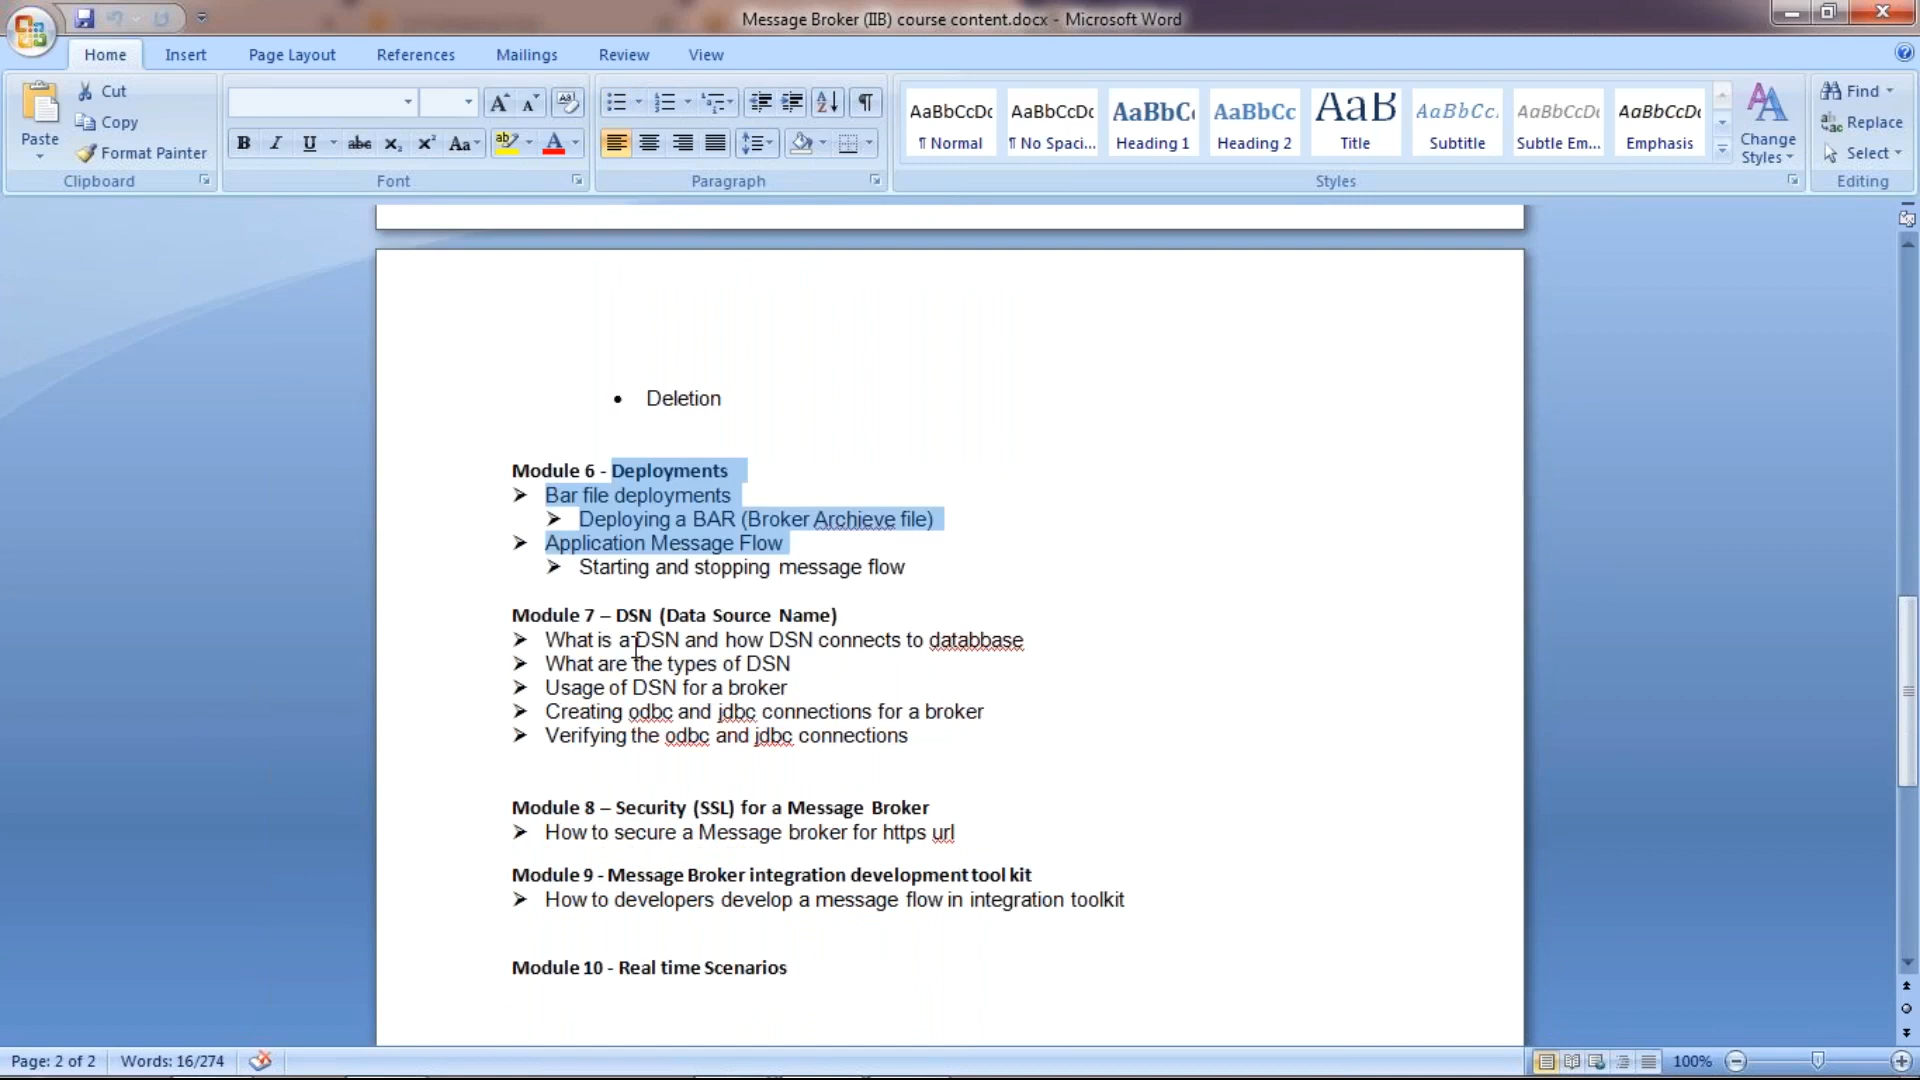 Message Broker (IIB) course content.docx - Microsoft Word
Home Insert Page Layout References Mailings Review View
Paste
Cut
Copy
Format Painter
Clipboard
Font
Paragraph
AaBbCcDc AaBbCcDc AaBbC AaBbCc AaB AaBbCc. AaBbCcDc AaBbCcDc
¶ Normal ¶ No Spaci... Heading 1 Heading 2 Title Subtitle Subtle Em... Emphasis
Change Styles
Styles
Find
Replace
Select
Editing
• Deletion
Module 6 - Deployments
➢ Bar file deployments
➢ Deploying a BAR (Broker Archieve file)
➢ Application Message Flow
➢ Starting and stopping message flow
Module 7 – DSN (Data Source Name)
➢ What is a DSN and how DSN connects to databbase
➢ What are the types of DSN
➢ Usage of DSN for a broker
➢ Creating odbc and jdbc connections for a broker
➢ Verifying the odbc and jdbc connections
Module 8 – Security (SSL) for a Message Broker
➢ How to secure a Message broker for https url
Module 9 - Message Broker integration development tool kit
➢ How to developers develop a message flow in integration toolkit
Module 10 - Real time Scenarios
Page: 2 of 2 Words: 16/274 100%